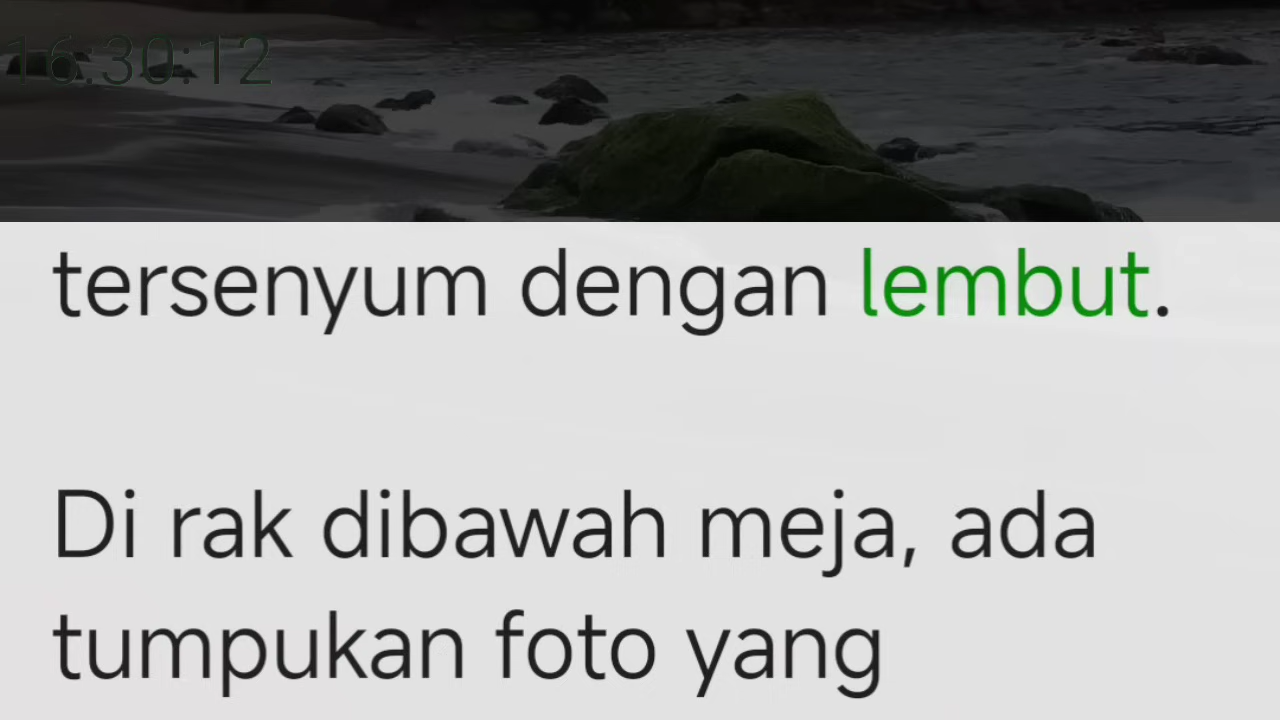 16:30:12
tersenyum dengan lembut.
Di rak dibawah meja, ada
tumpukan foto yang